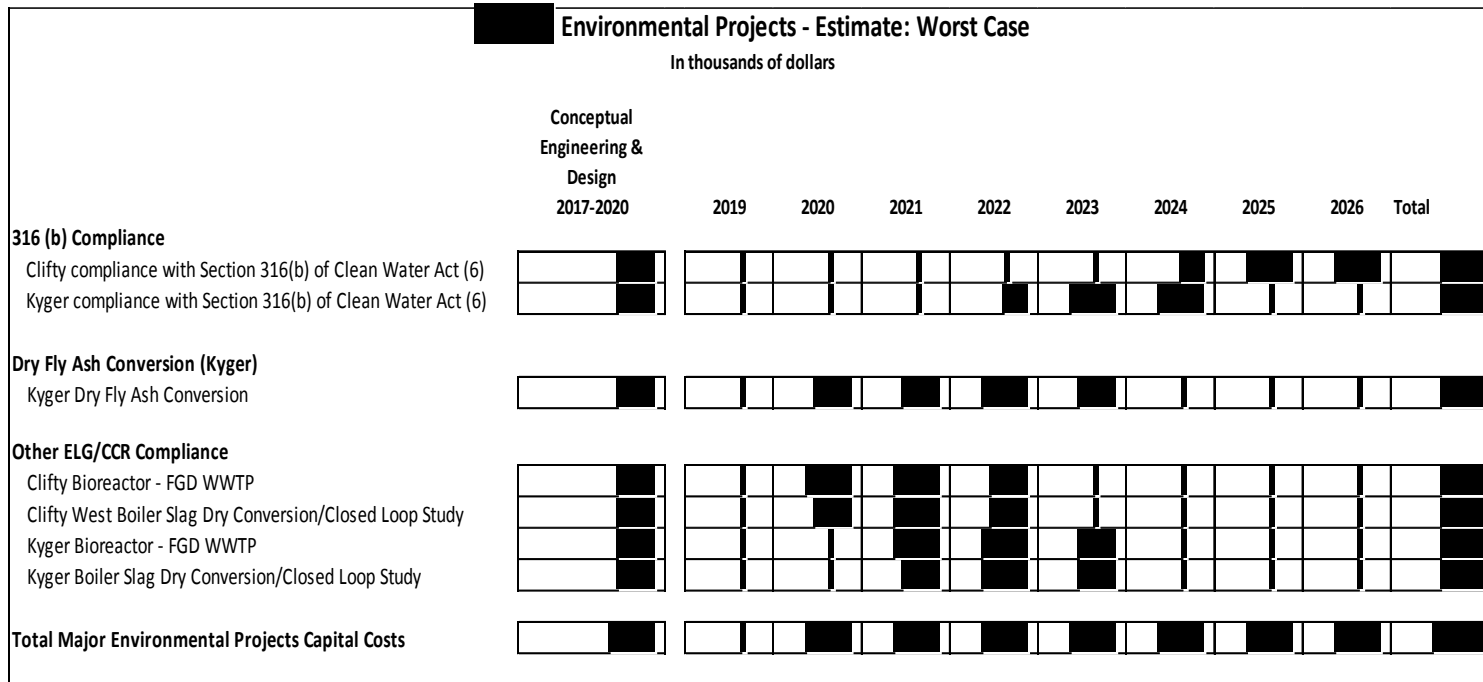 Environmental Projects - Estimate: Worst Case
In thousands of dollars
Conceptual
Engineering &
Design
2017-2020 2019 2020 2021 2022 2023 2024 2025 2026 Total
316 (b) Compliance
Clifty compliance with Section 316(b) of Clean Water Act (6)
Kyger compliance with Section 316(b) of Clean Water Act (6)
Dry Fly Ash Conversion (Kyger)
Kyger Dry Fly Ash Conversion
Other ELG/CCR Compliance
Clifty Bioreactor - FGD WWTP
Clifty West Boiler Slag Dry Conversion/Closed Loop Study
Kyger Bioreactor - FGD WWTP
Kyger Boiler Slag Dry Conversion/Closed Loop Study
Total Major Environmental Projects Capital Costs